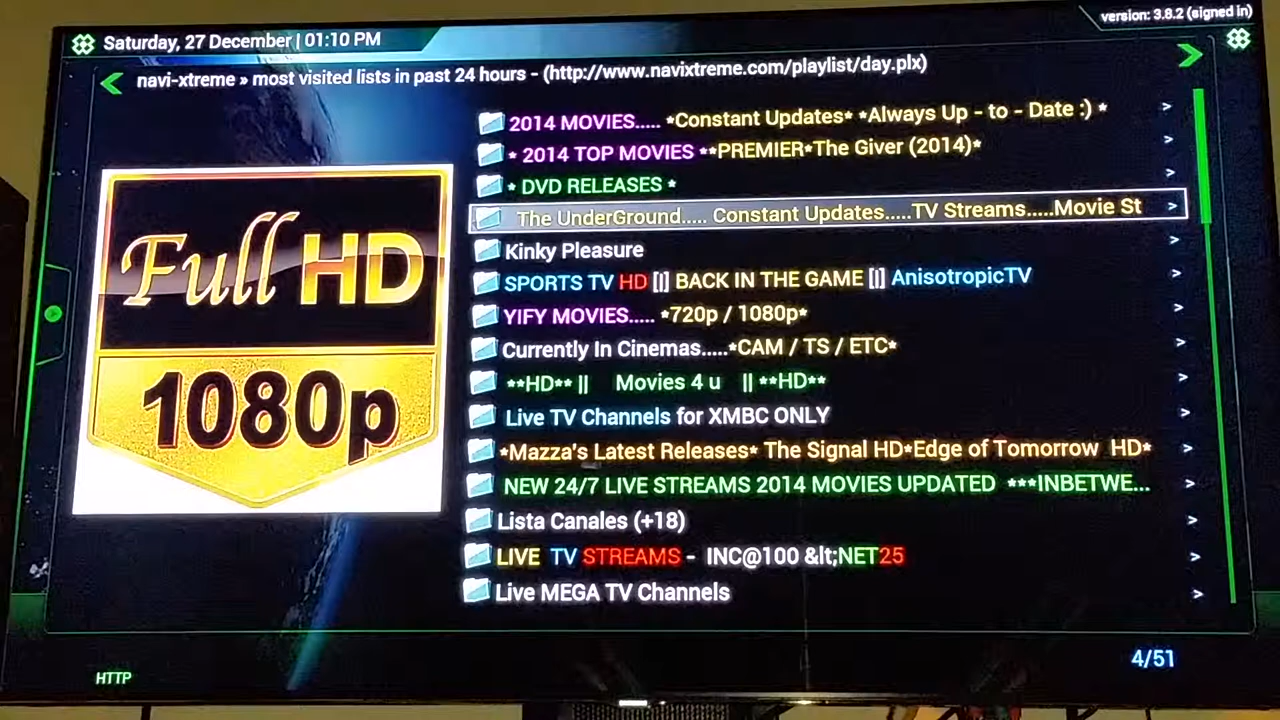 version: 3.8.2 (signed in)
Saturday, 27 December | 01:10 PM
navi-xtreme » most visited lists in past 24 hours - (http://www.navixtreme.com/playlist/day.plx)
2014 MOVIES..... *Constant Updates* *Always Up - to - Date :) * >
* 2014 TOP MOVIES **PREMIER*The Giver (2014)* >
* DVD RELEASES * >
The UnderGround..... Constant Updates.....TV Streams.....Movie St >
Kinky Pleasure >
SPORTS TV HD [|] BACK IN THE GAME [|] AnisotropicTV >
YIFY MOVIES..... *720p / 1080p* >
Currently In Cinemas.....*CAM / TS / ETC* >
**HD** || Movies 4 u || **HD** >
Live TV Channels for XMBC ONLY >
*Mazza's Latest Releases* The Signal HD*Edge of Tomorrow HD* >
NEW 24/7 LIVE STREAMS 2014 MOVIES UPDATED ***INBETWE... >
Lista Canales (+18) >
LIVE TV STREAMS - INC@100 &lt;NET25 >
Live MEGA TV Channels >
Full HD
1080p
4/51
HTTP